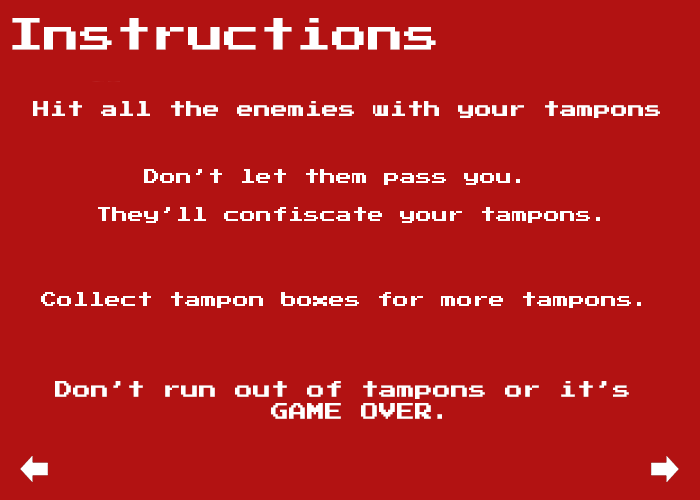 Instructions
Hit all the enemies with your tampons
Don't let them pass you.
They'll confiscate your tampons.
Collect tampon boxes for more tampons.
Don't run out of tampons or it's
GAME OVER.